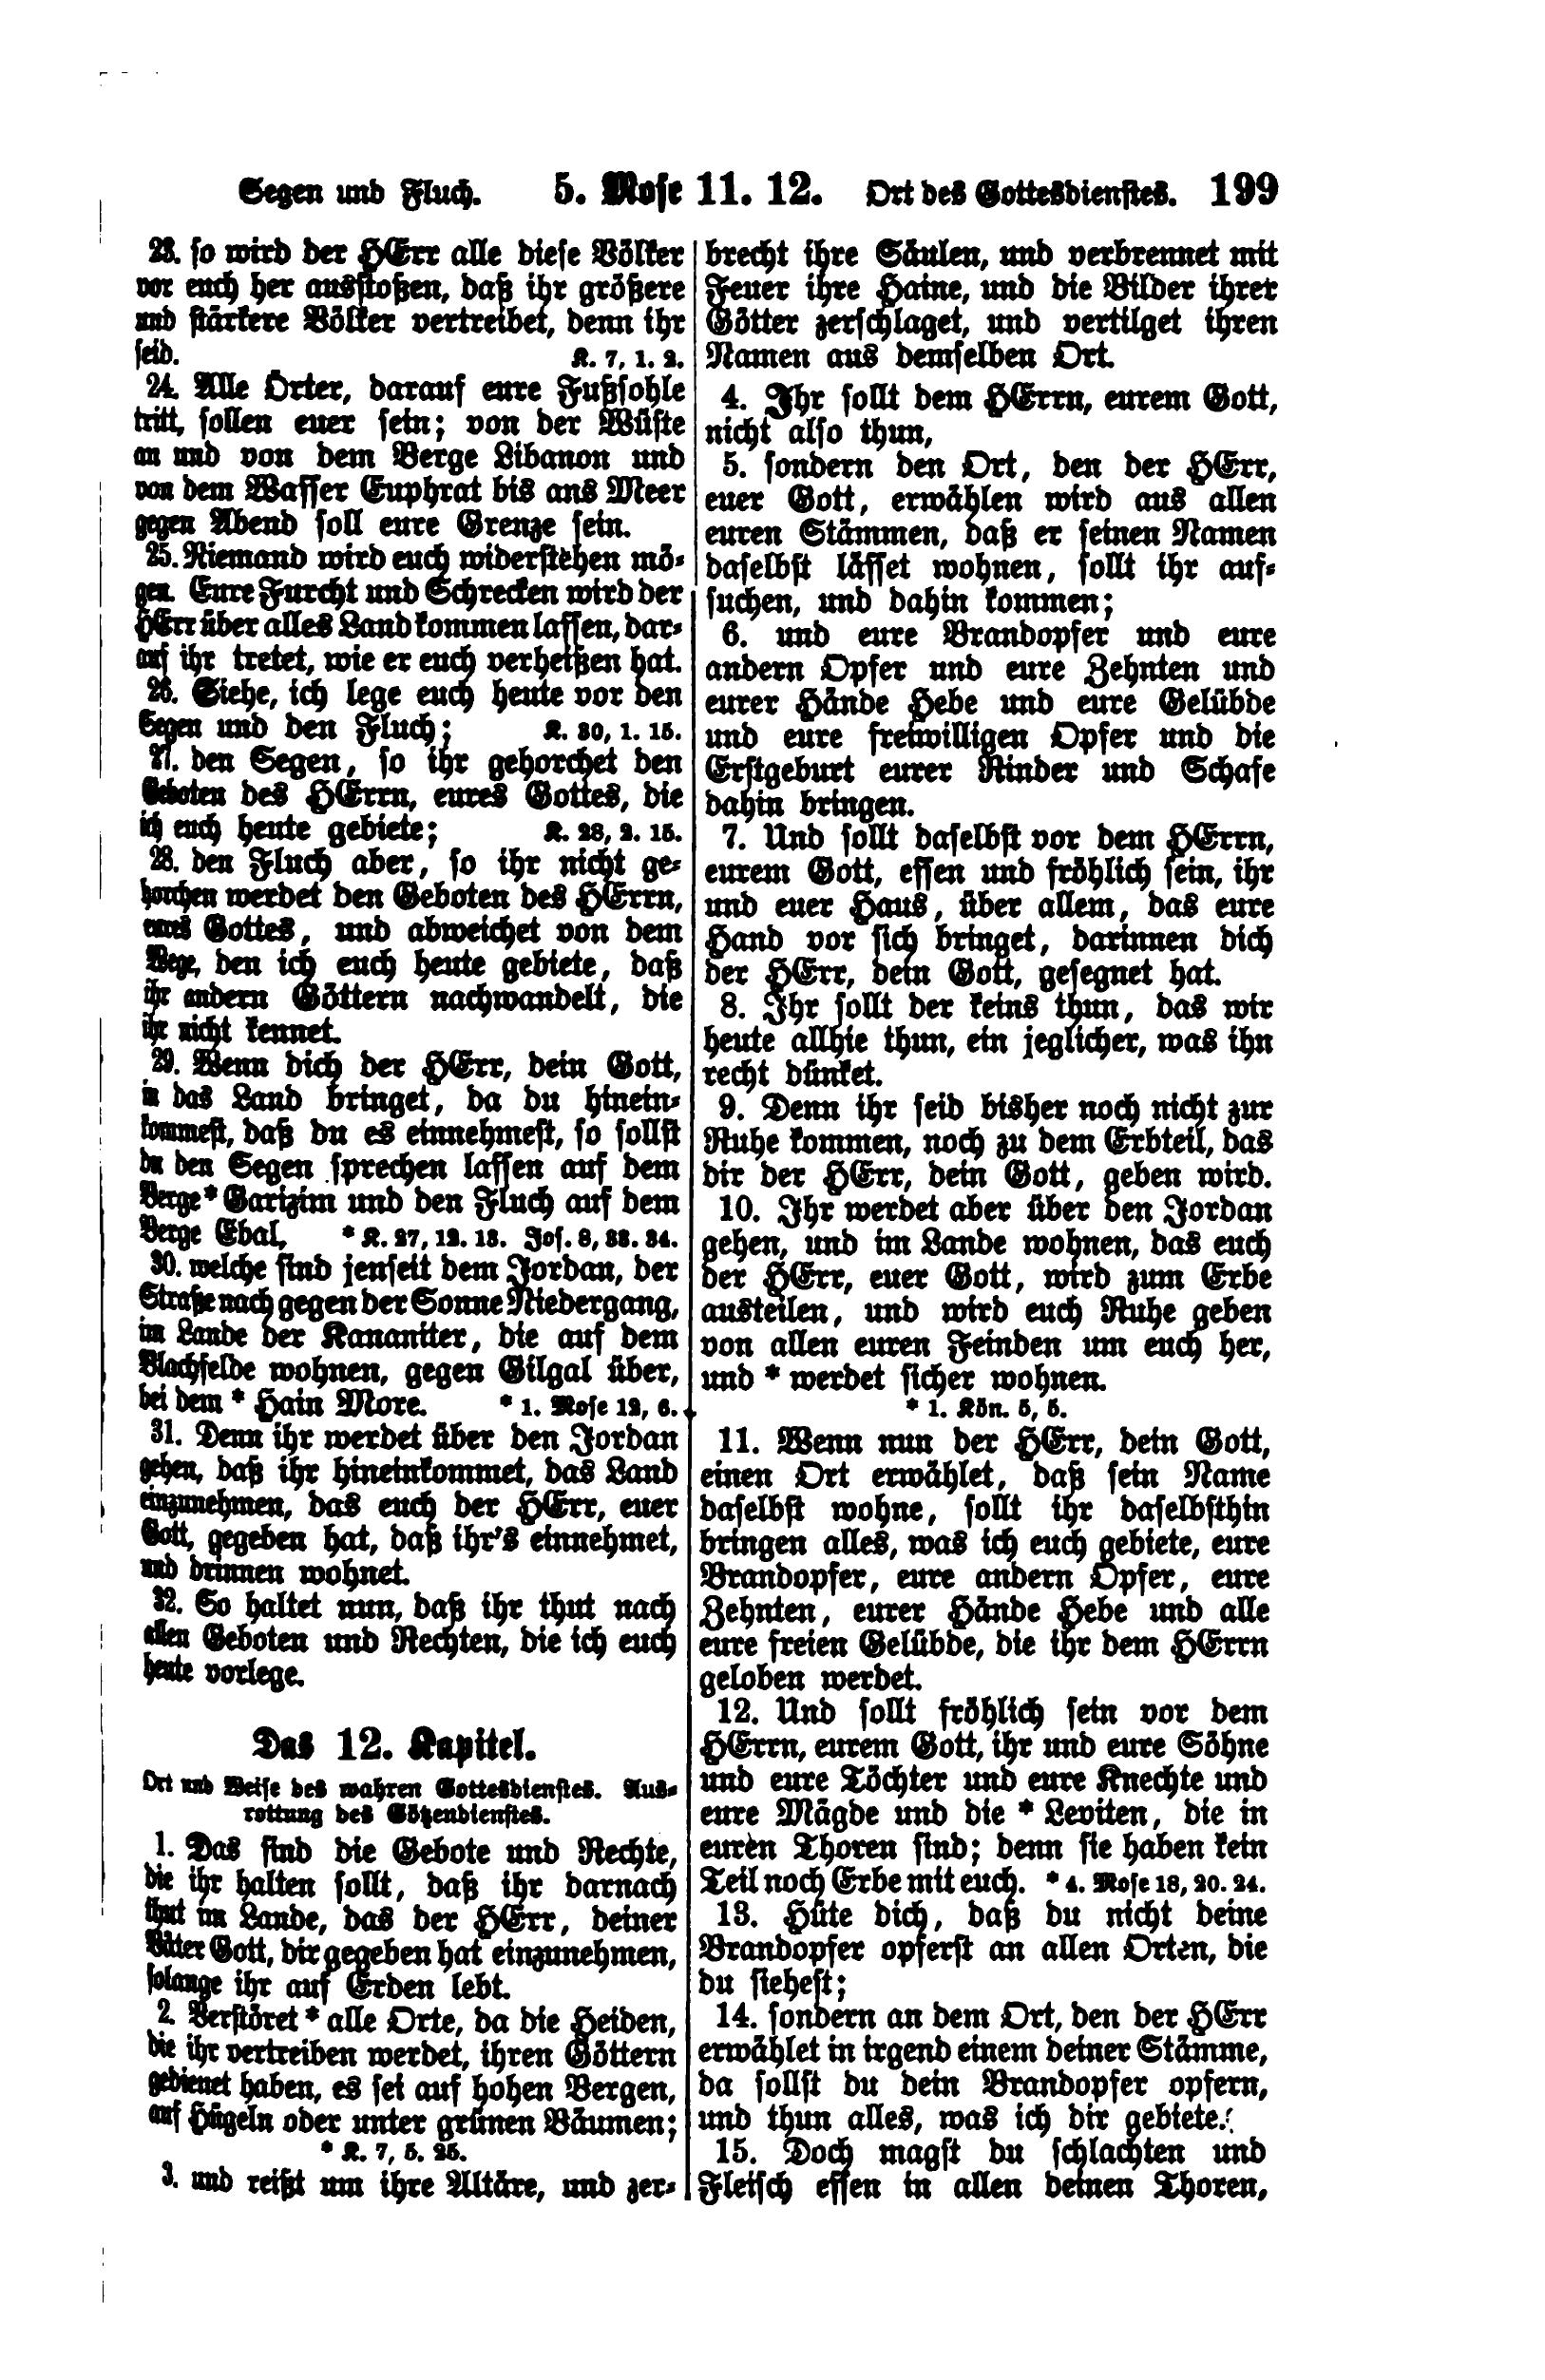 Segen und Fluch. 5. Mose 11. 12. Ort des Gottesdienstes. 199
23. so wird der HErr alle diese Völker
vor euch her ausstoßen, daß ihr größere
und stärkere Völker vertreibet, denn ihr
seid. K. 7, 1. 2.
24. Alle Örter, darauf eure Fußsohle
tritt, sollen euer sein; von der Wüste
an und von dem Berge Libanon und
von dem Wasser Euphrat bis ans Meer
gegen Abend soll eure Grenze sein.
25. Niemand wird euch widerstehen mö-
gen. Eure Furcht und Schrecken wird der
HErr über alles Land kommen lassen, dar-
auf ihr tretet, wie er euch verheißen hat.
26. Siehe, ich lege euch heute vor den
Segen und den Fluch; K. 30, 1. 15.
27. den Segen, so ihr gehorchet den
Geboten des HErrn, eures Gottes, die
ich euch heute gebiete; K. 28, 2. 15.
28. den Fluch aber, so ihr nicht ge-
horchen werdet den Geboten des HErrn,
eures Gottes, und abweichet von dem
Wege, den ich euch heute gebiete, daß
ihr andern Göttern nachwandelt, die
ihr nicht kennet.
29. Wenn dich der HErr, dein Gott,
in das Land bringet, da du hinein-
kommest, daß du es einnehmest, so sollst
du den Segen sprechen lassen auf dem
Berge * Garizim und den Fluch auf dem
Berge Ebal, * K. 27, 12. 13. Jos. 8, 33. 34.
30. welche sind jenseit dem Jordan, der
Straße nach gegen der Sonne Niedergang,
im Lande der Kananiter, die auf dem
Blachfelde wohnen, gegen Gilgal über,
bei dem * Hain More. * 1. Mose 12, 6.
31. Denn ihr werdet über den Jordan
gehen, daß ihr hineinkommet, das Land
einzunehmen, das euch der HErr, euer
Gott, gegeben hat, daß ihr's einnehmet,
und drinnen wohnet.
32. So haltet nun, daß ihr thut nach
allen Geboten und Rechten, die ich euch
heute vorlege.
Das 12. Kapitel.
Ort und Weise des wahren Gottesdienstes. Aus-
rottung des Götzendienstes.
1. Das sind die Gebote und Rechte,
die ihr halten sollt, daß ihr darnach
thut im Lande, das der HErr, deiner
Väter Gott, dir gegeben hat einzunehmen,
solange ihr auf Erden lebt.
2. Verstöret * alle Orte, da die Heiden,
die ihr vertreiben werdet, ihren Göttern
gedienet haben, es sei auf hohen Bergen,
auf Hügeln oder unter grünen Bäumen;
* K. 7, 5. 25.
3. und reißt um ihre Altäre, und zer-
brecht ihre Säulen, und verbrennet mit
Feuer ihre Haine, und die Bilder ihrer
Götter zerschlaget, und vertilget ihren
Namen aus demselben Ort.
4. Ihr sollt dem HErrn, eurem Gott,
nicht also thun,
5. sondern den Ort, den der HErr,
euer Gott, erwählen wird aus allen
euren Stämmen, daß er seinen Namen
daselbst lässet wohnen, sollt ihr auf-
suchen, und dahin kommen;
6. und eure Brandopfer und eure
andern Opfer und eure Zehnten und
eurer Hände Hebe und eure Gelübde
und eure freiwilligen Opfer und die
Erstgeburt eurer Rinder und Schafe
dahin bringen.
7. Und sollt daselbst vor dem HErrn,
eurem Gott, essen und fröhlich sein, ihr
und euer Haus, über allem, das eure
Hand vor sich bringet, darinnen dich
der HErr, dein Gott, gesegnet hat.
8. Ihr sollt der keins thun, das wir
heute allhie thun, ein jeglicher, was ihn
recht dünket.
9. Denn ihr seid bisher noch nicht zur
Ruhe kommen, noch zu dem Erbteil, das
dir der HErr, dein Gott, geben wird.
10. Ihr werdet aber über den Jordan
gehen, und im Lande wohnen, das euch
der HErr, euer Gott, wird zum Erbe
austeilen, und wird euch Ruhe geben
von allen euren Feinden um euch her,
und * werdet sicher wohnen.
* 1. Kön. 5, 5.
11. Wenn nun der HErr, dein Gott,
einen Ort erwählet, daß sein Name
daselbst wohne, sollt ihr daselbsthin
bringen alles, was ich euch gebiete, eure
Brandopfer, eure andern Opfer, eure
Zehnten, eurer Hände Hebe und alle
eure freien Gelübde, die ihr dem HErrn
geloben werdet.
12. Und sollt fröhlich sein vor dem
HErrn, eurem Gott, ihr und eure Söhne
und eure Töchter und eure Knechte und
eure Mägde und die * Leviten, die in
euren Thoren sind; denn sie haben kein
Teil noch Erbe mit euch. * 4. Mose 18, 20. 24.
13. Hüte dich, daß du nicht deine
Brandopfer opferst an allen Orten, die
du siehest;
14. sondern an dem Ort, den der HErr
erwählet in irgend einem deiner Stämme,
da sollst du dein Brandopfer opfern,
und thun alles, was ich dir gebiete.
15. Doch magst du schlachten und
Fleisch essen in allen deinen Thoren,